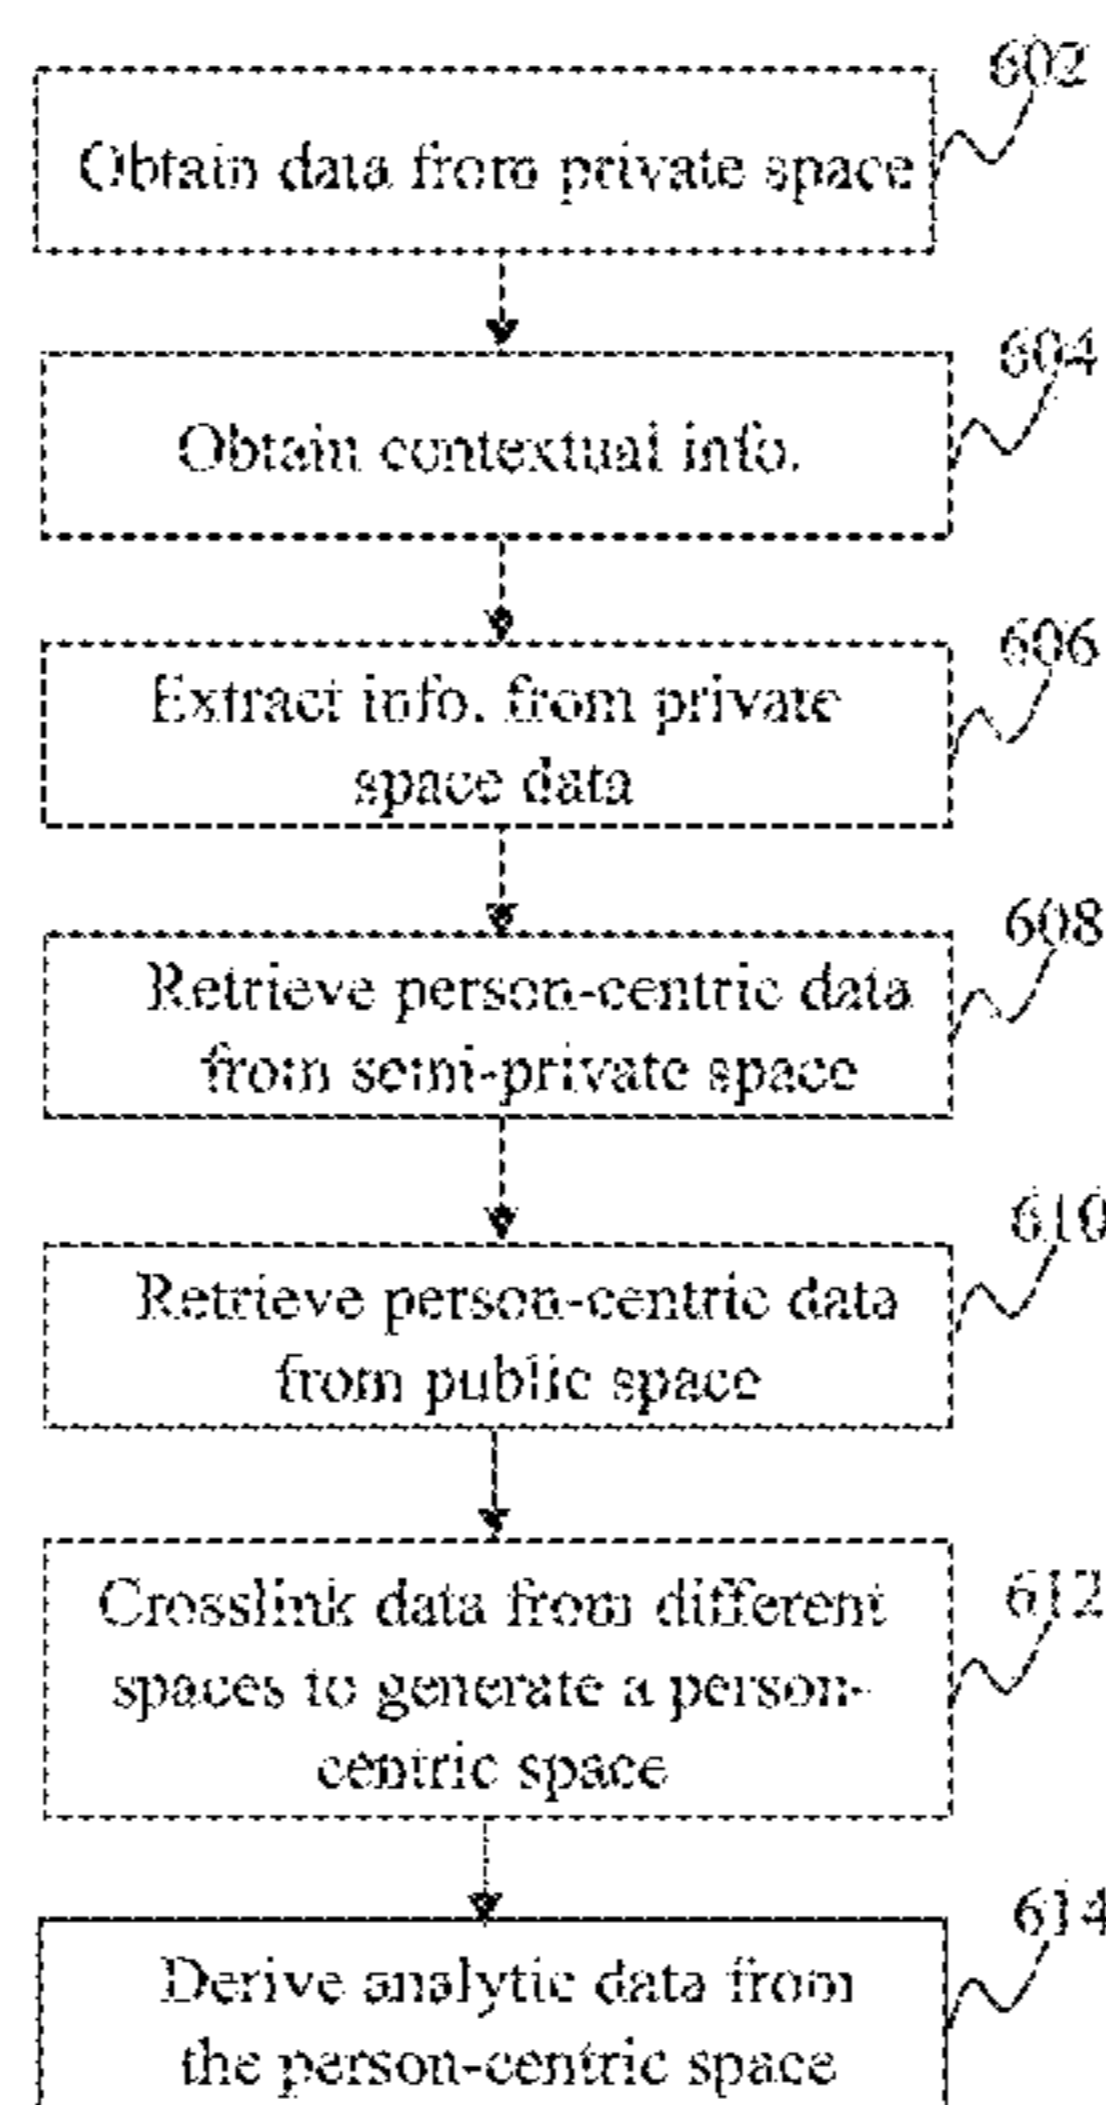 602
Obtain data from private space
604
Obtain contextual info.
606
Extract info. from private
space data
608
Retrieve person-centric data
from semi-private space
610
Retrieve person-centric data
from public space
612
Crosslink data from different
spaces to generate a person-
centric space
614
Derive analytic data from
the person-centric space